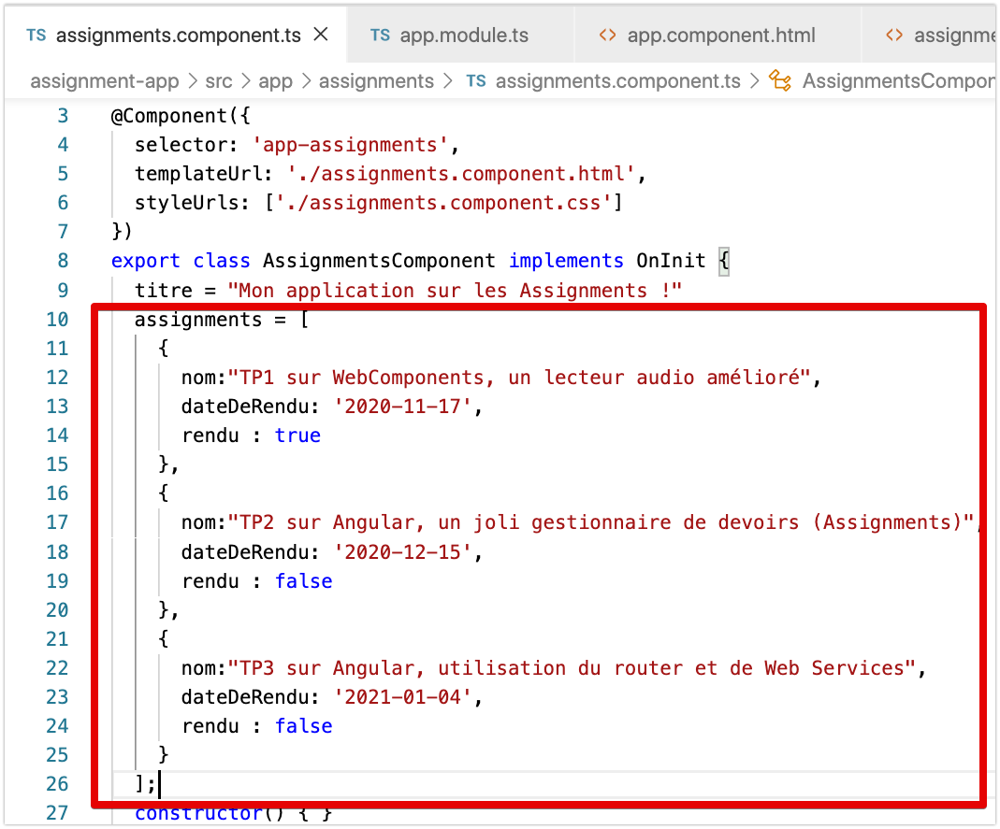 TS assignments.component.ts × TS app.module.ts <> app.component.html <> assignme
assignment-app > src > app > assignments > TS assignments.component.ts > AssignmentsCompon
3 @Component({
4 selector: 'app-assignments',
5 templateUrl: './assignments.component.html',
6 styleUrls: ['./assignments.component.css']
7 })
8 export class AssignmentsComponent implements OnInit {
9 titre = "Mon application sur les Assignments !"
10 assignments = [
11 {
12 nom:"TP1 sur WebComponents, un lecteur audio amélioré",
13 dateDeRendu: '2020-11-17',
14 rendu : true
15 },
16 {
17 nom:"TP2 sur Angular, un joli gestionnaire de devoirs (Assignments)",
18 dateDeRendu: '2020-12-15',
19 rendu : false
20 },
21 {
22 nom:"TP3 sur Angular, utilisation du router et de Web Services",
23 dateDeRendu: '2021-01-04',
24 rendu : false
25 }
26 ];
27 constructor() { }